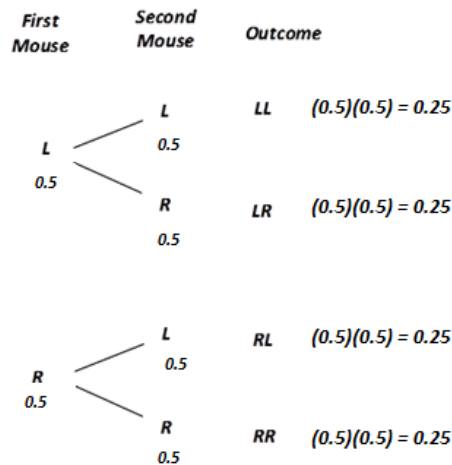 First Mouse
Second Mouse
Outcome
L
LL
(0.5)(0.5) = 0.25
L
0.5
0.5
R
LR
(0.5)(0.5) = 0.25
0.5
L
RL
(0.5)(0.5) = 0.25
0.5
R
0.5
R
RR
(0.5)(0.5) = 0.25
0.5